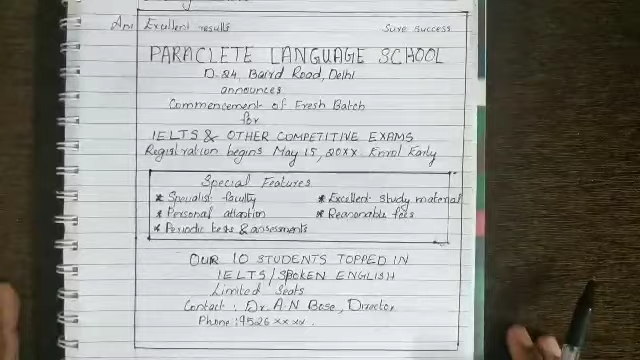 Ans Excellent results Sure success
PARACLETE LANGUAGE SCHOOL
D-24, Baird Road, Delhi
announces
Commencement of Fresh Batch
for
IELTS & OTHER COMPETITIVE EXAMS
Registration begins May 15, 20XX Enrol Early
Special Features
* Specialist faculty * Excellent study material
* Personal attaption * Reasonable fees
* Periodic tests & assessments
OUR 10 STUDENTS TOPPED IN
IELTS/SPOKEN ENGLISH
Limited Seats
Contact : Dr. A.N Bose, Director
Phone : 9526 xx xx.